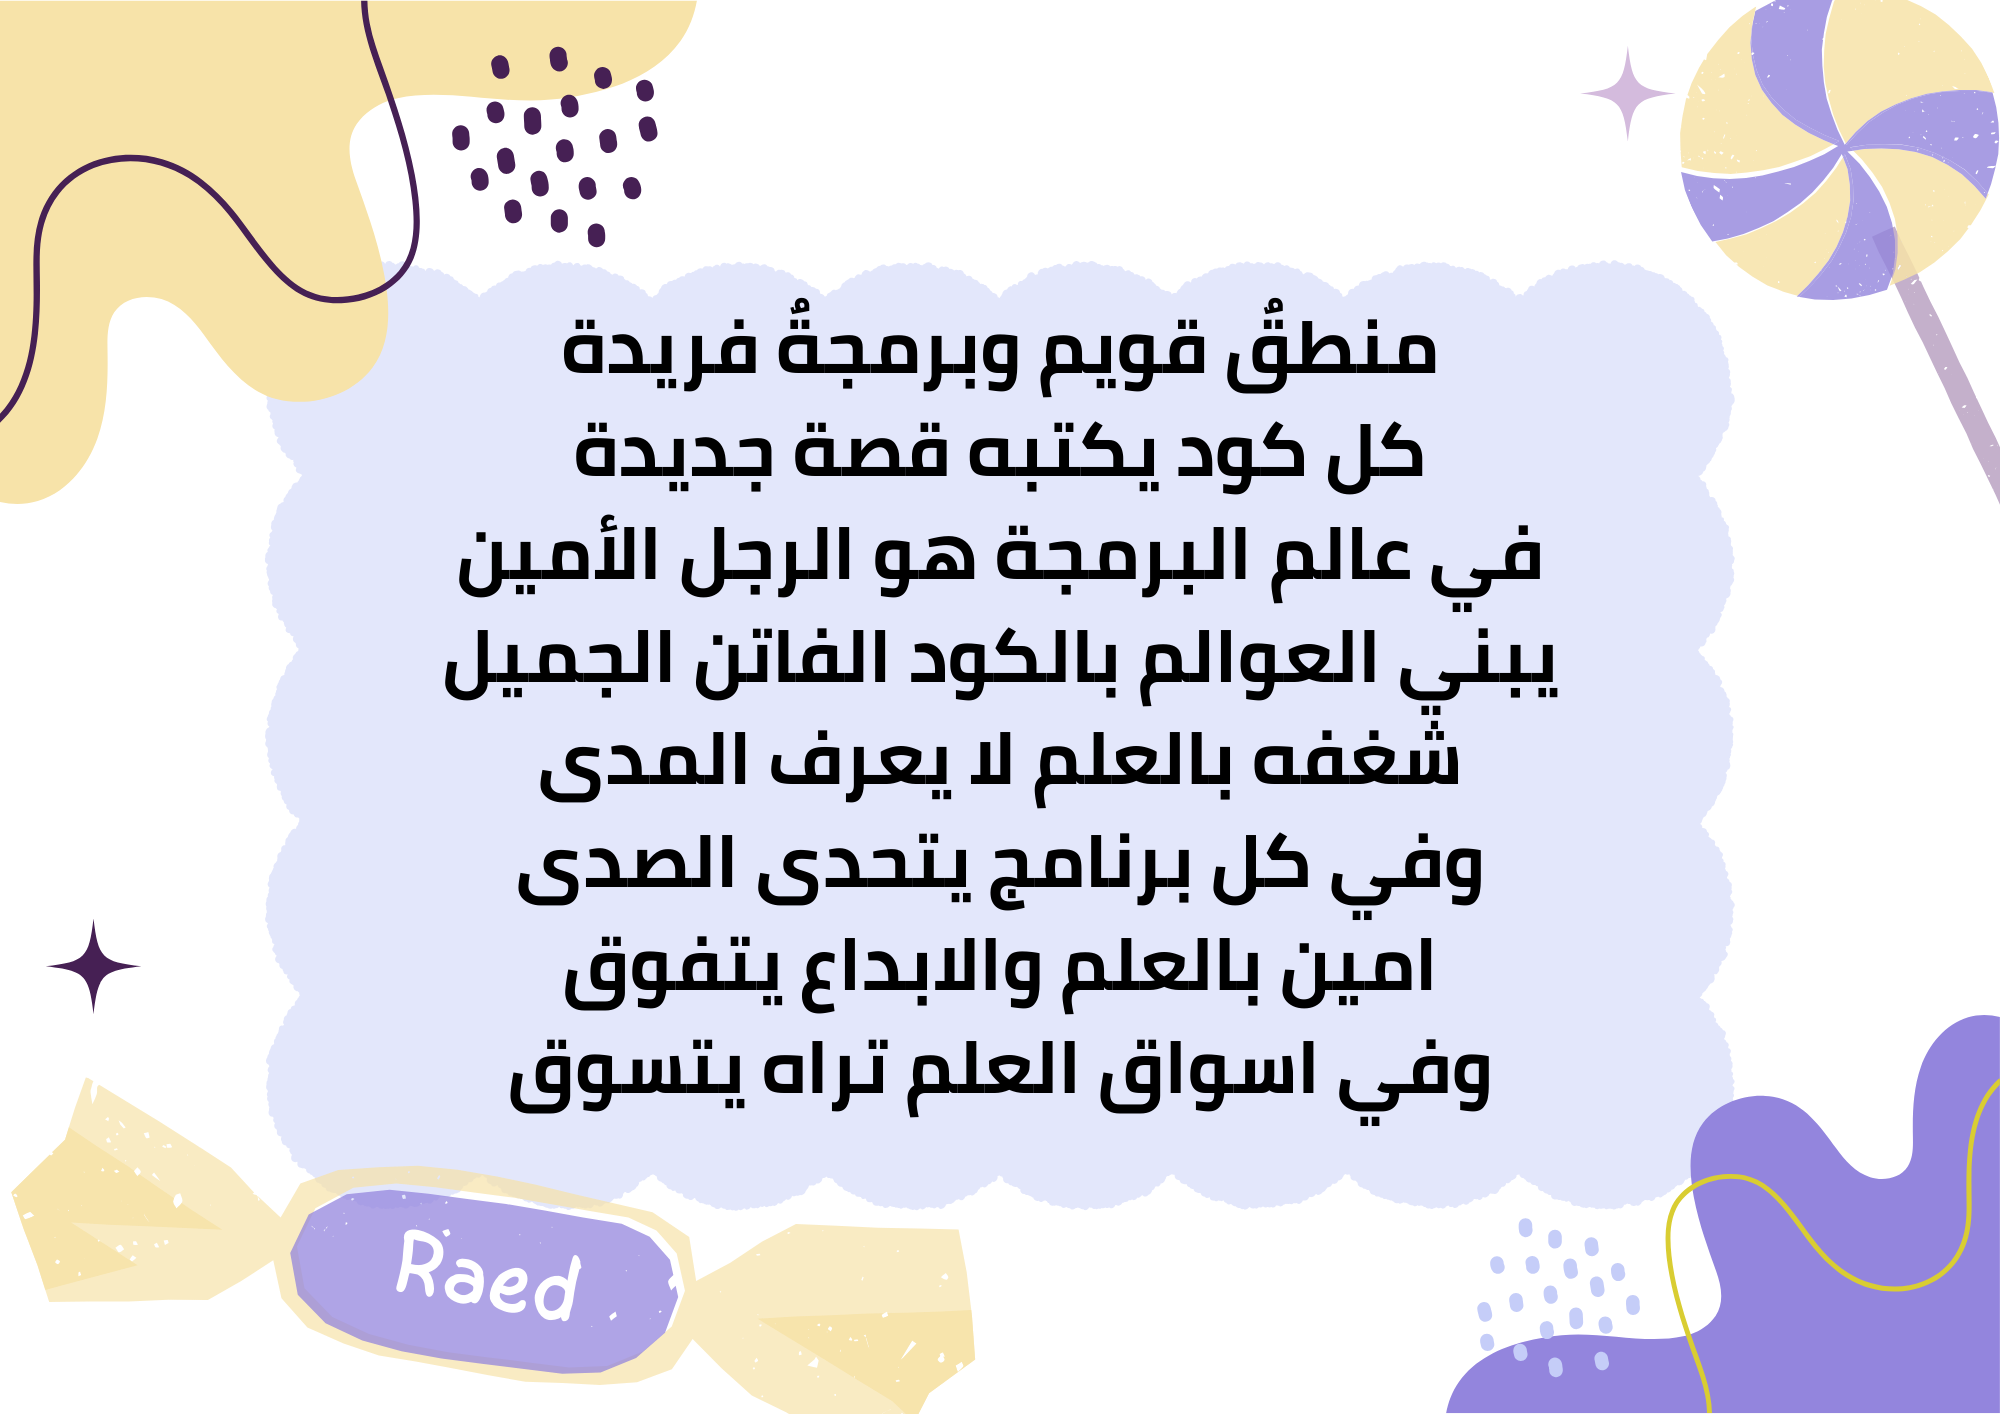 منطقُ قويم وبرمجةُ فريدة
كل كود يكتبه قصة جديدة
في عالم البرمجة هو الرجل الأمين
يبني العوالم بالكود الفاتن الجميل
شغفه بالعلم لا يعرف المدى
وفي كل برنامج يتحدى الصدى
امين بالعلم والابداع يتفوق
وفي اسواق العلم تراه يتسوق
Raed